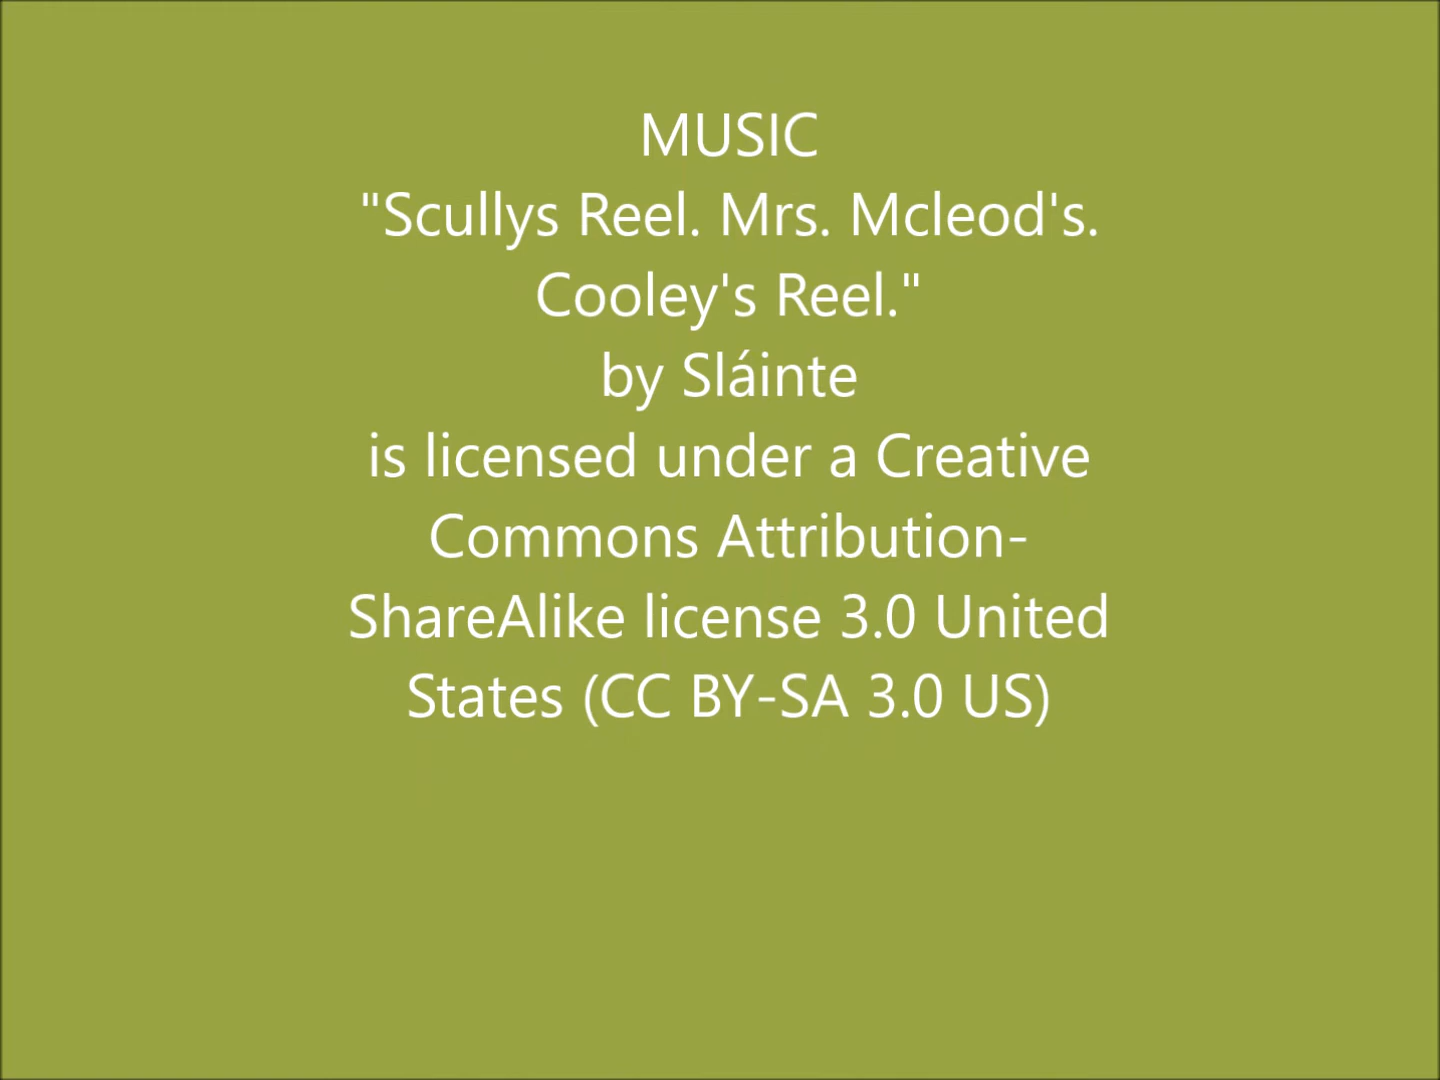 MUSIC
"Scullys Reel. Mrs. Mcleod's.
Cooley's Reel."
by Sláinte
is licensed under a Creative
Commons Attribution-
ShareAlike license 3.0 United
States (CC BY-SA 3.0 US)